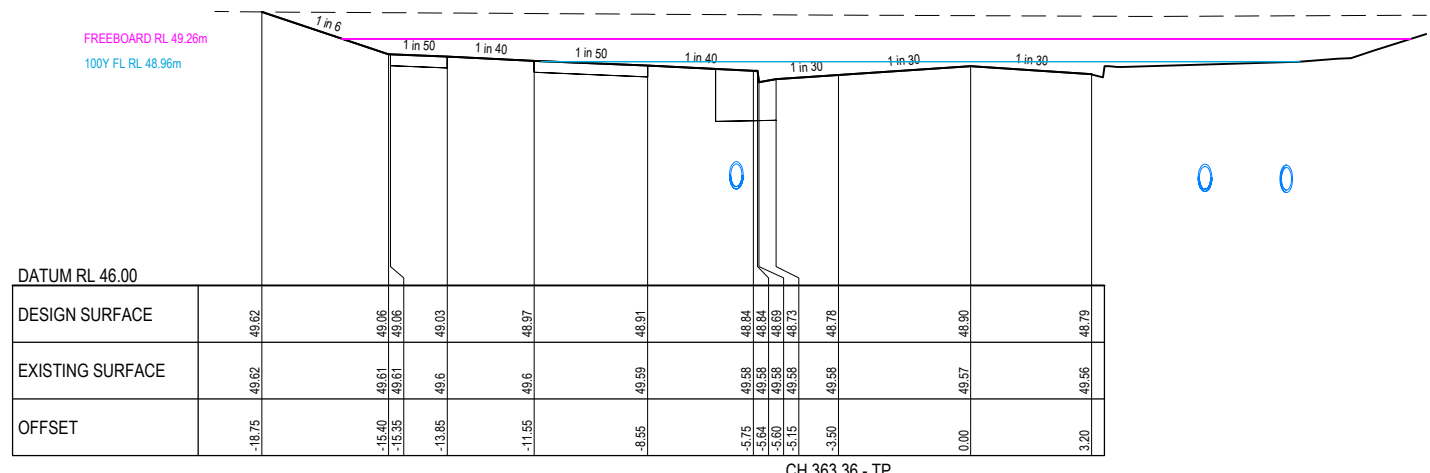 1 in 6
FREEBOARD RL 49.26m
1 in 50
1 in 40
1 in 50
1 in 40
1 in 30
1 in 30
1 in 30
100Y FL RL 48.96m
DATUM RL 46.00
DESIGN SURFACE 49.62 49.06 49.06 49.03 48.97 48.91 48.84 48.84 48.69 48.73 48.78 48.90 48.79
EXISTING SURFACE 49.62 49.61 49.61 49.6 49.6 49.59 49.58 49.58 49.58 49.58 49.58 49.57 49.56
OFFSET -18.75 -15.40 -15.35 -13.85 -11.55 -8.55 -5.75 -5.64 -5.60 -5.15 -3.50 0.00 3.20
CH 363.36 - TP